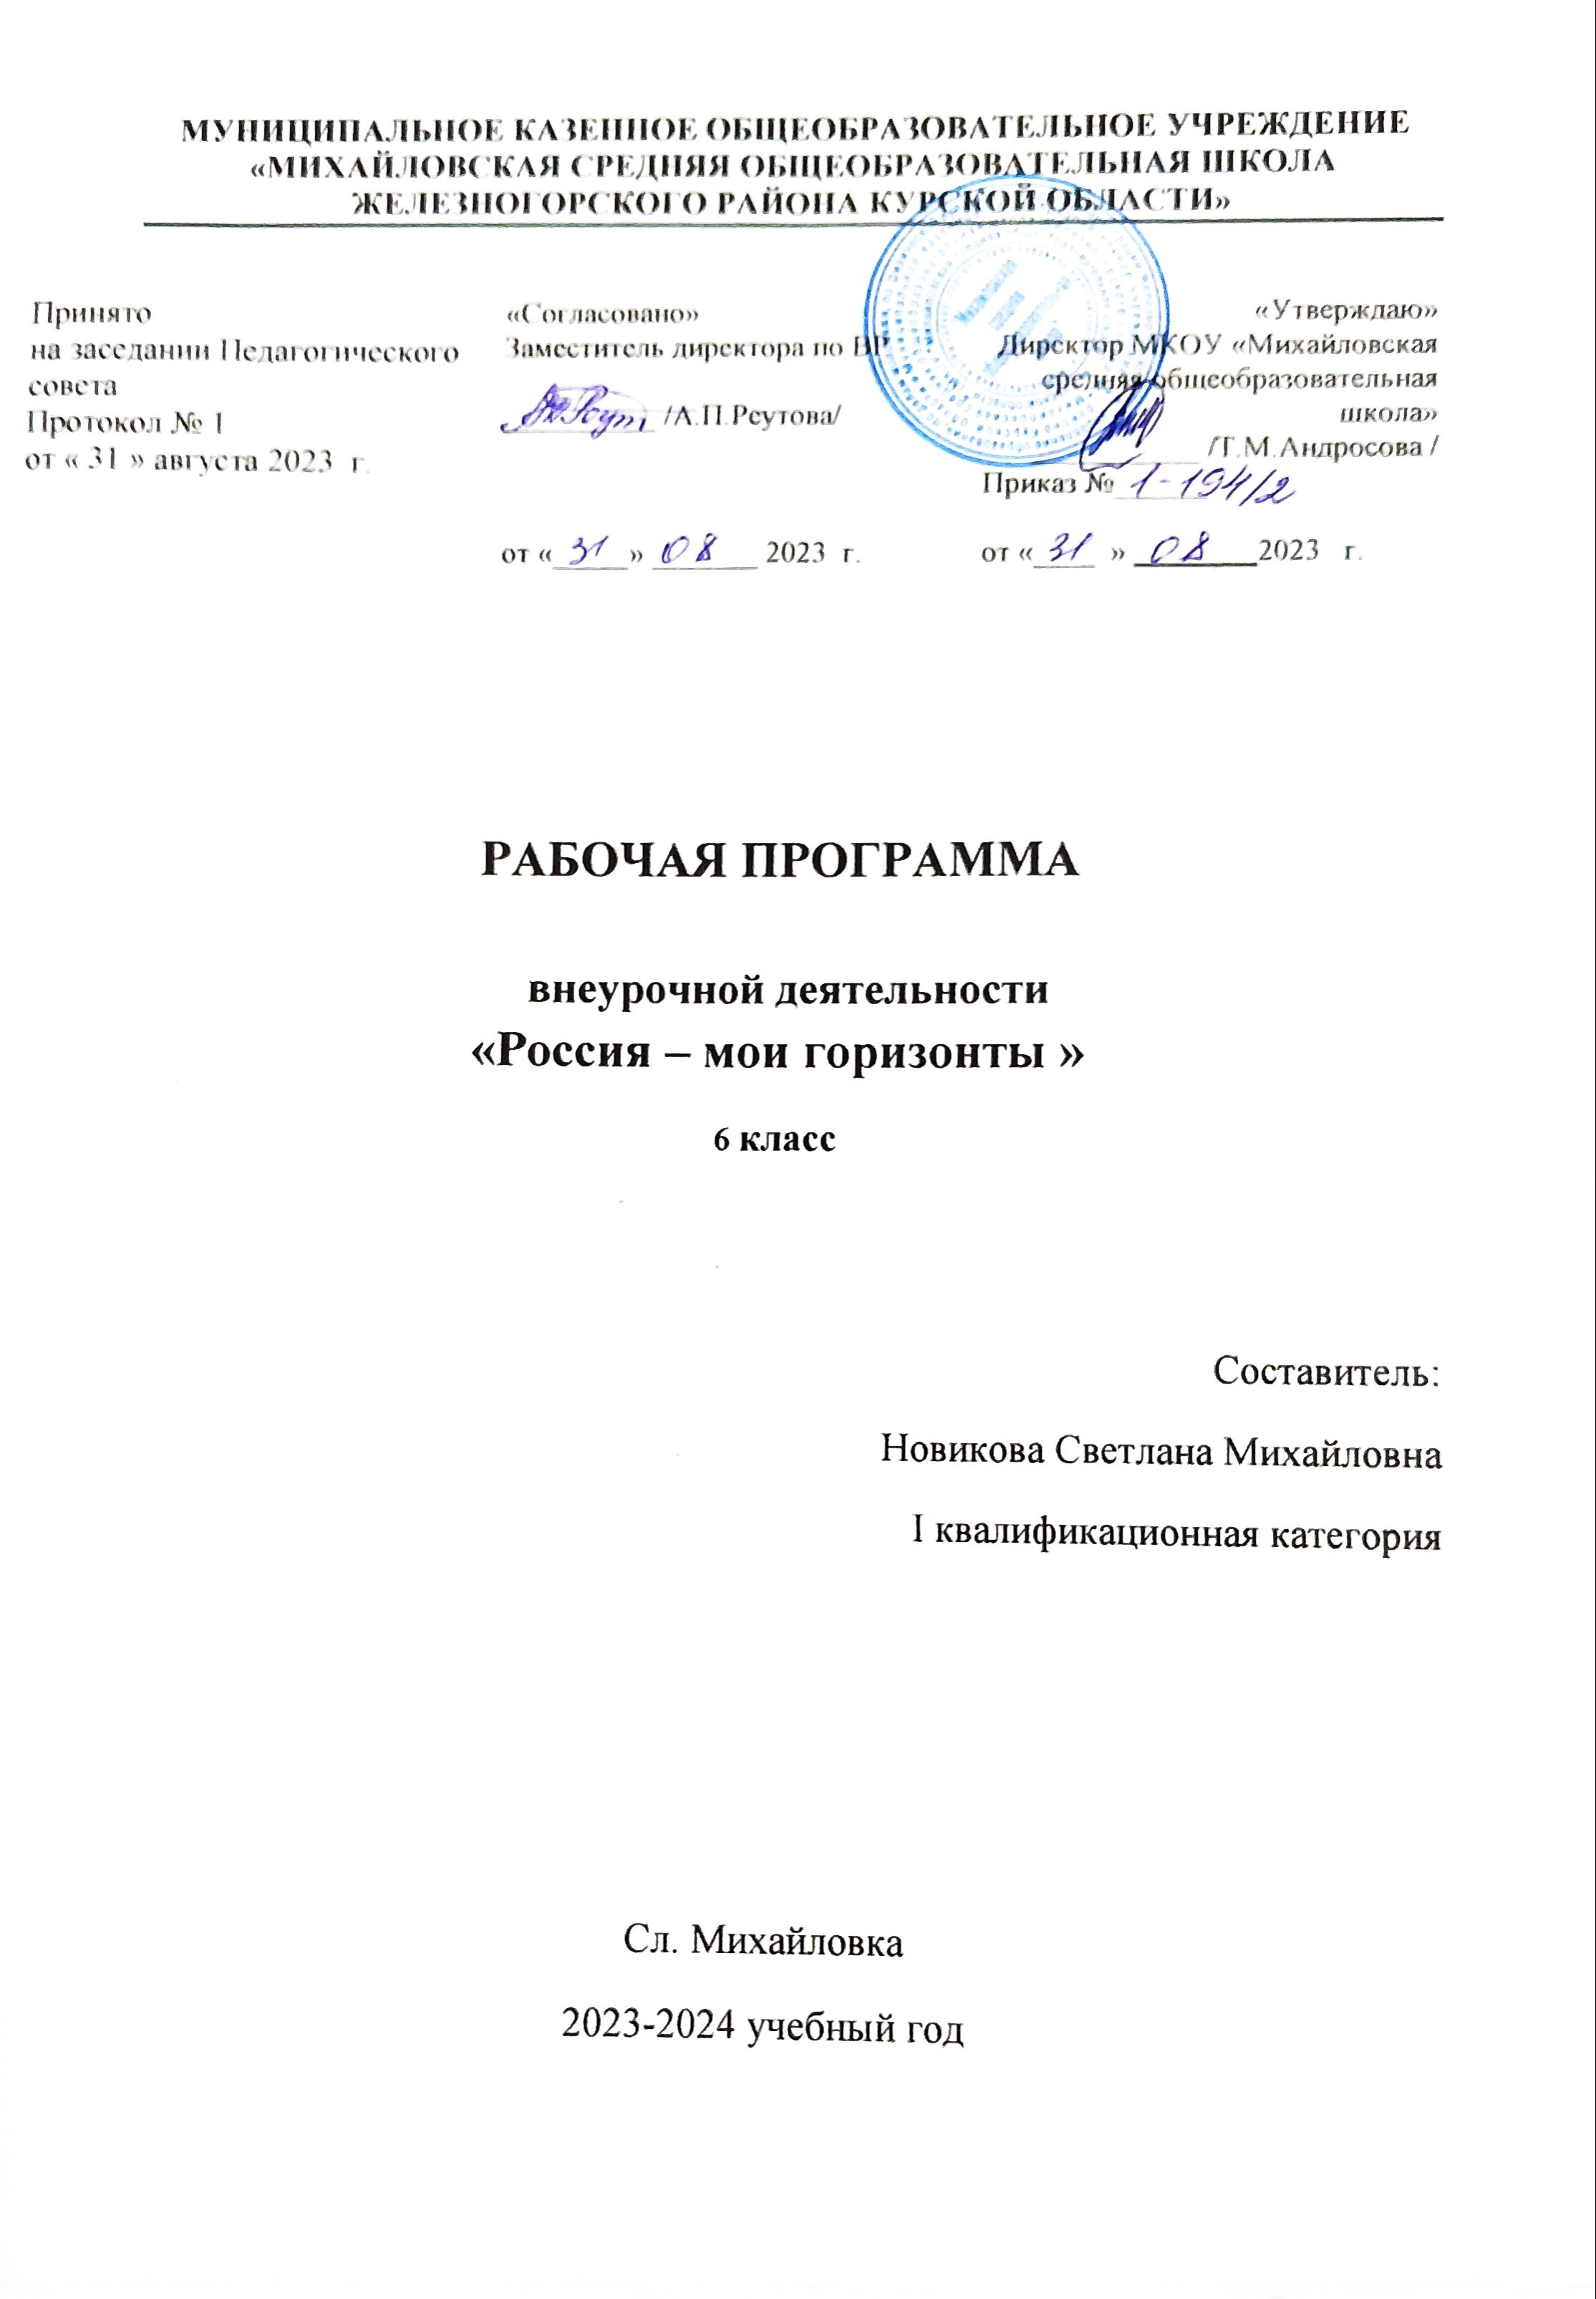 МУНИЦИПАЛЬНОЕ КАЗЕННОЕ ОБЩЕОБРАЗОВАТЕЛЬНОЕ УЧРЕЖДЕНИЕ
«МИХАЙЛОВСКАЯ СРЕДНЯЯ ОБЩЕОБРАЗОВАТЕЛЬНАЯ ШКОЛА
ЖЕЛЕЗНОГОРСКОГО РАЙОНА КУРСКОЙ ОБЛАСТИ»
Принято
на заседании Педагогического
совета
Протокол № 1
от « 31 » августа 2023 г.
«Согласовано»
Заместитель директора по ВР
/А.П.Реутова/
от « 31 » 08 2023 г.
«Утверждаю»
Директор МКОУ «Михайловская
средняя общеобразовательная
школа»
/Г.М.Андросова /
Приказ № 1-194/2
от « 31 » 08 2023 г.
РАБОЧАЯ ПРОГРАММА
внеурочной деятельности
«Россия – мои горизонты »
6 класс
Составитель:
Новикова Светлана Михайловна
I квалификационная категория
Сл. Михайловка
2023-2024 учебный год